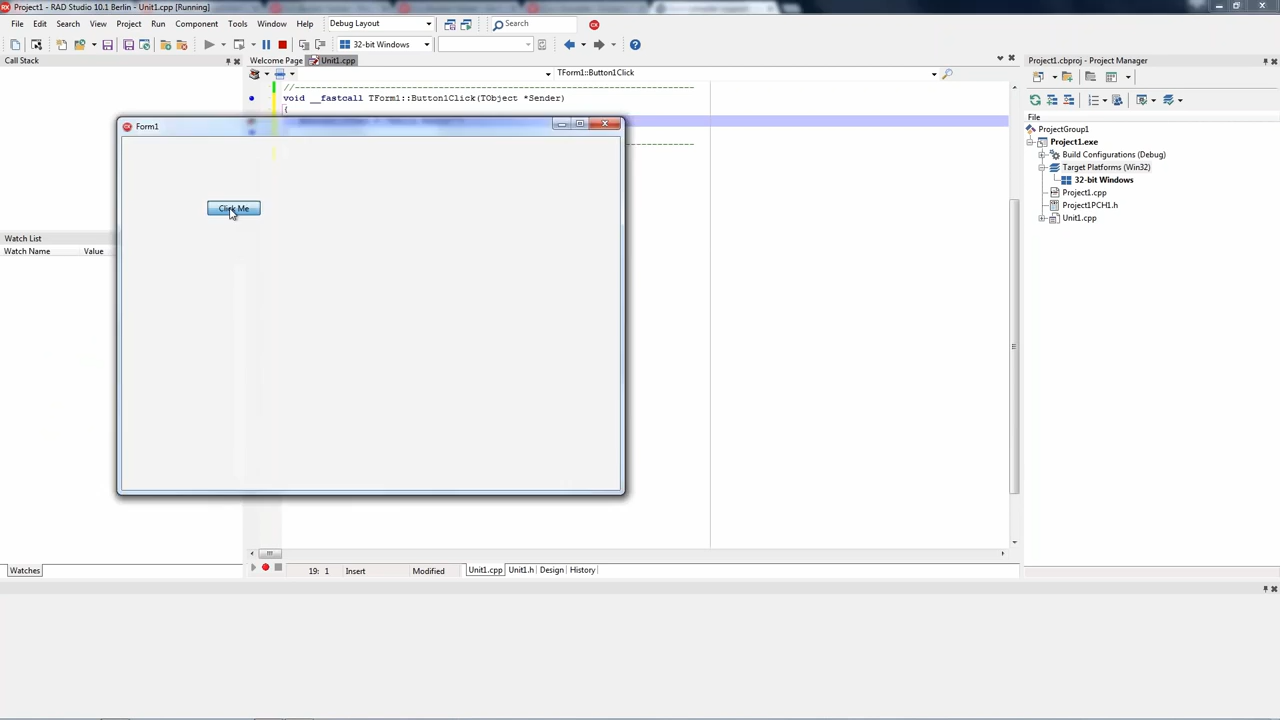 Project1 - RAD Studio 10.1 Berlin - Unit1.cpp [Running]
File Edit Search View Project Run Component Tools Window Help Debug Layout Search
32-bit Windows
Call Stack
Welcome Page Unit1.cpp
Project1.cbproj - Project Manager
TForm1::Button1Click
//
void __fastcall TForm1::Button1Click(TObject *Sender)
{
File
ProjectGroup1
Project1.exe
Build Configurations (Debug)
Target Platforms (Win32)
32-bit Windows
Project1.cpp
Project1PCH1.h
Unit1.cpp
Form1
Click Me
Watch List
Watch Name Value
Watches
19: 1 Insert Modified Unit1.cpp Unit1.h Design History